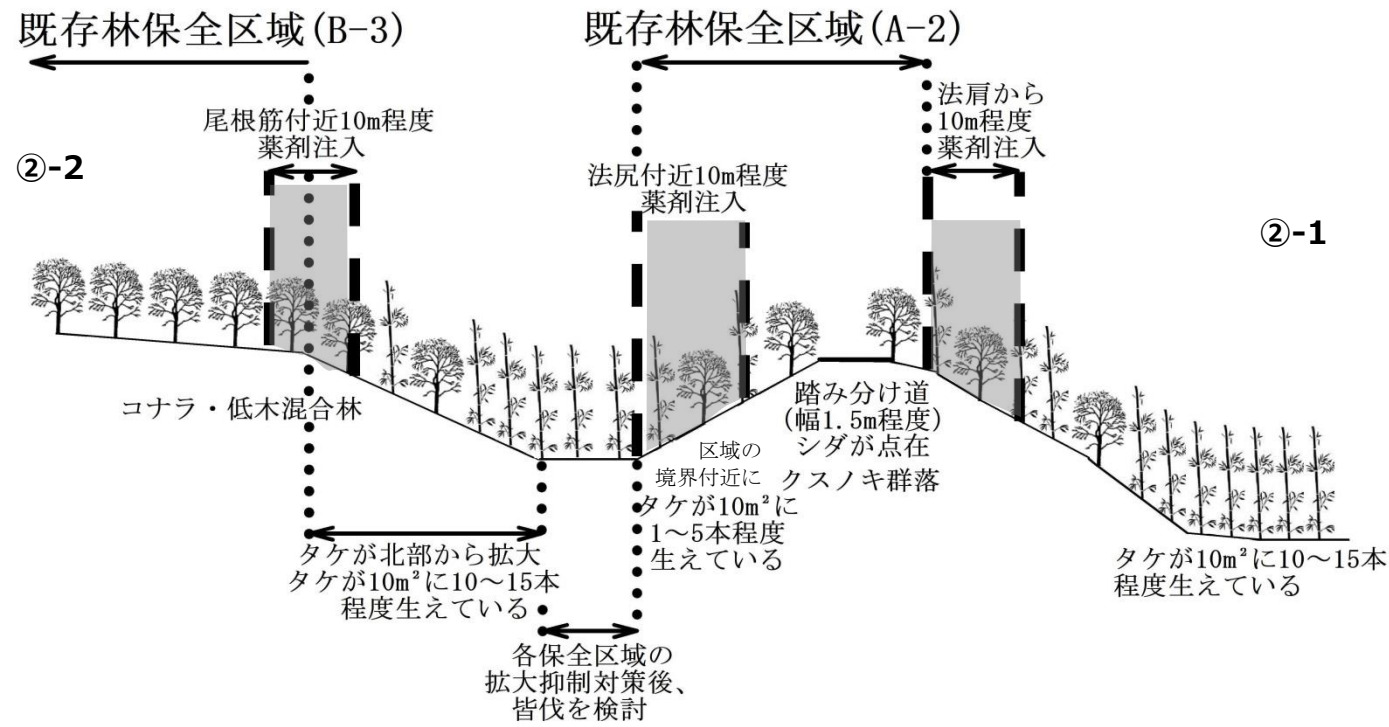 既存林保全区域(B-3)
既存林保全区域(A-2)
尾根筋付近10m程度
薬剤注入
法肩から
10m程度
薬剤注入
②-2
法尻付近10m程度
薬剤注入
②-1
コナラ・低木混合林
踏み分け道
(幅1.5m程度)
シダが点在
クスノキ群落
区域の
境界付近に
タケが10m²に
1～5本程度
生えている
タケが北部から拡大
タケが10m²に10～15本
程度生えている
タケが10m²に10～15本
程度生えている
各保全区域の
拡大抑制対策後、
皆伐を検討